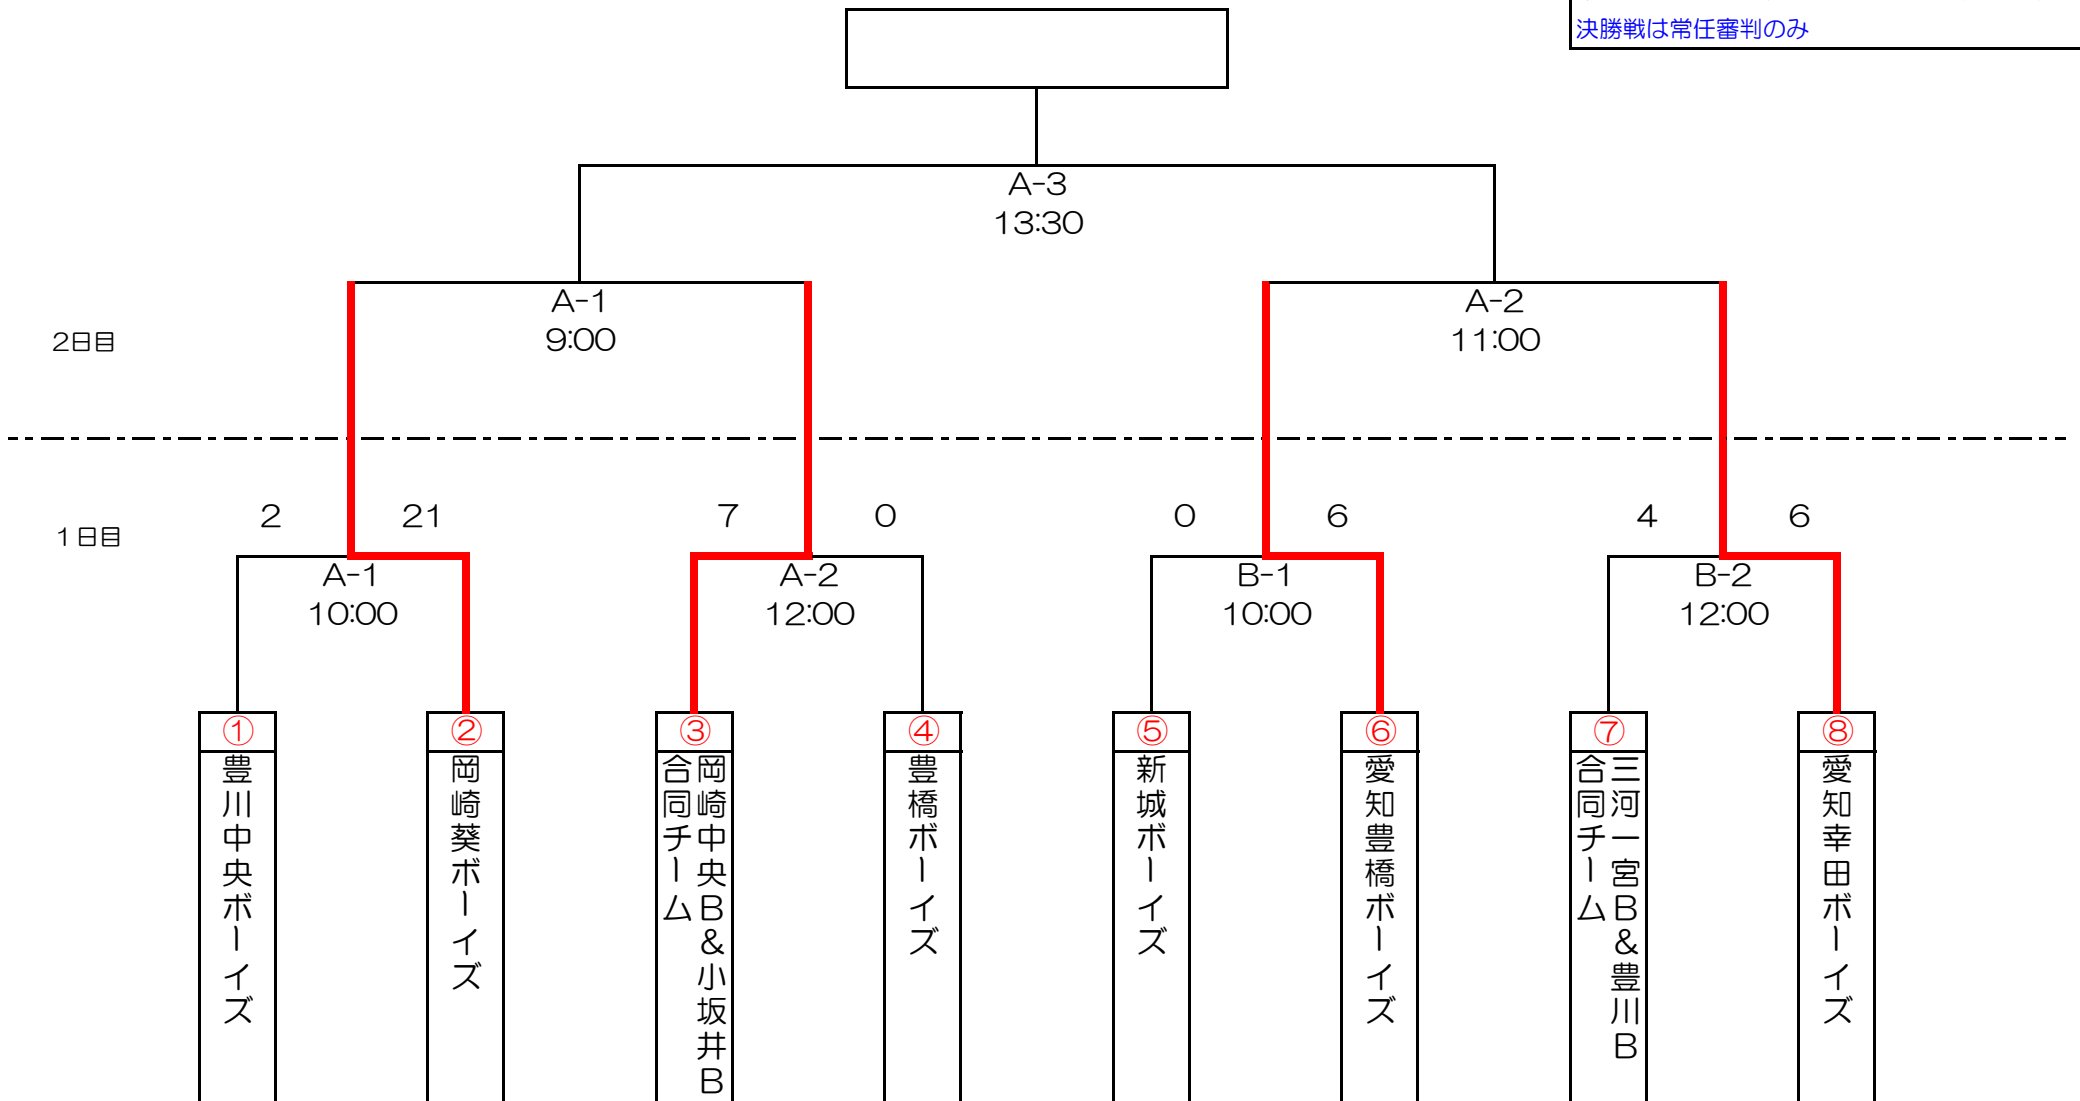 決勝戦は常任審判のみ
A-3
13:30
A-1
9:00
A-2
11:00
2日目
2
21
7
0
0
6
4
6
1日目
A-1
10:00
A-2
12:00
B-1
10:00
B-2
12:00
①
豊川中央ボーイズ
②
岡崎葵ボーイズ
③
岡崎中央B&小坂井B
合同チーム
④
豊橋ボーイズ
⑤
新城ボーイズ
⑥
愛知豊橋ボーイズ
⑦
三河一宮B&豊川B
合同チーム
⑧
愛知幸田ボーイズ